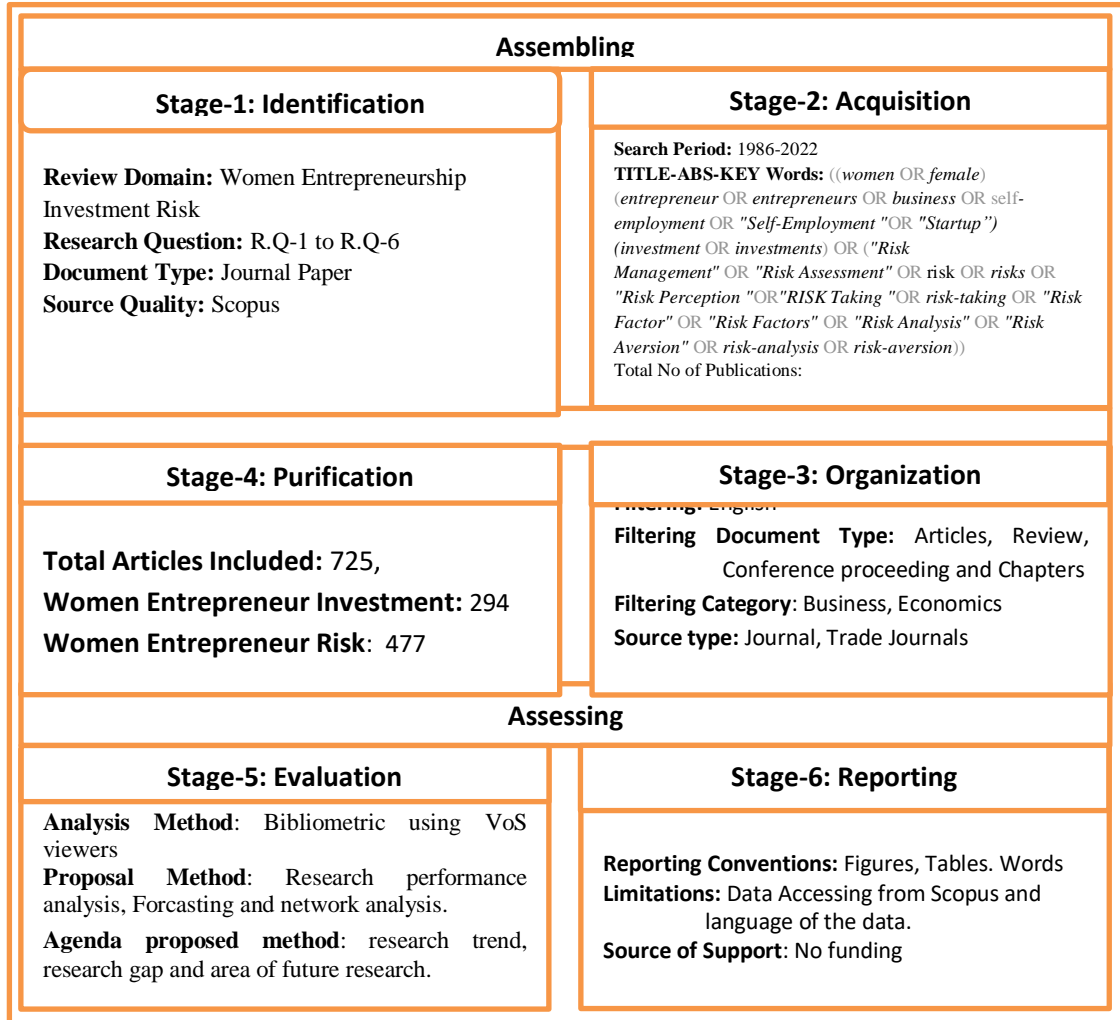 Assembling
Stage-1: Identification
Review Domain: Women Entrepreneurship
Investment Risk
Research Question: R.Q-1 to R.Q-6
Document Type: Journal Paper
Source Quality: Scopus
Stage-2: Acquisition
Search Period: 1986-2022
TITLE-ABS-KEY Words: ((women OR female)
(entrepreneur OR entrepreneurs OR business OR self-
employment OR "Self-Employment "OR "Startup”)
(investment OR investments) OR ("Risk
Management" OR "Risk Assessment" OR risk OR risks OR
"Risk Perception "OR"RISK Taking "OR risk-taking OR "Risk
Factor" OR "Risk Factors" OR "Risk Analysis" OR "Risk
Aversion" OR risk-analysis OR risk-aversion))
Total No of Publications:
Stage-4: Purification
Total Articles Included: 725,
Women Entrepreneur Investment: 294
Women Entrepreneur Risk: 477
Stage-3: Organization
Filtering: English
Filtering Document Type: Articles, Review,
Conference proceeding and Chapters
Filtering Category: Business, Economics
Source type: Journal, Trade Journals
Assessing
Stage-5: Evaluation
Analysis Method: Bibliometric using VoS
viewers
Proposal Method: Research performance
analysis, Forcasting and network analysis.
Agenda proposed method: research trend,
research gap and area of future research.
Stage-6: Reporting
Reporting Conventions: Figures, Tables. Words
Limitations: Data Accessing from Scopus and
language of the data.
Source of Support: No funding